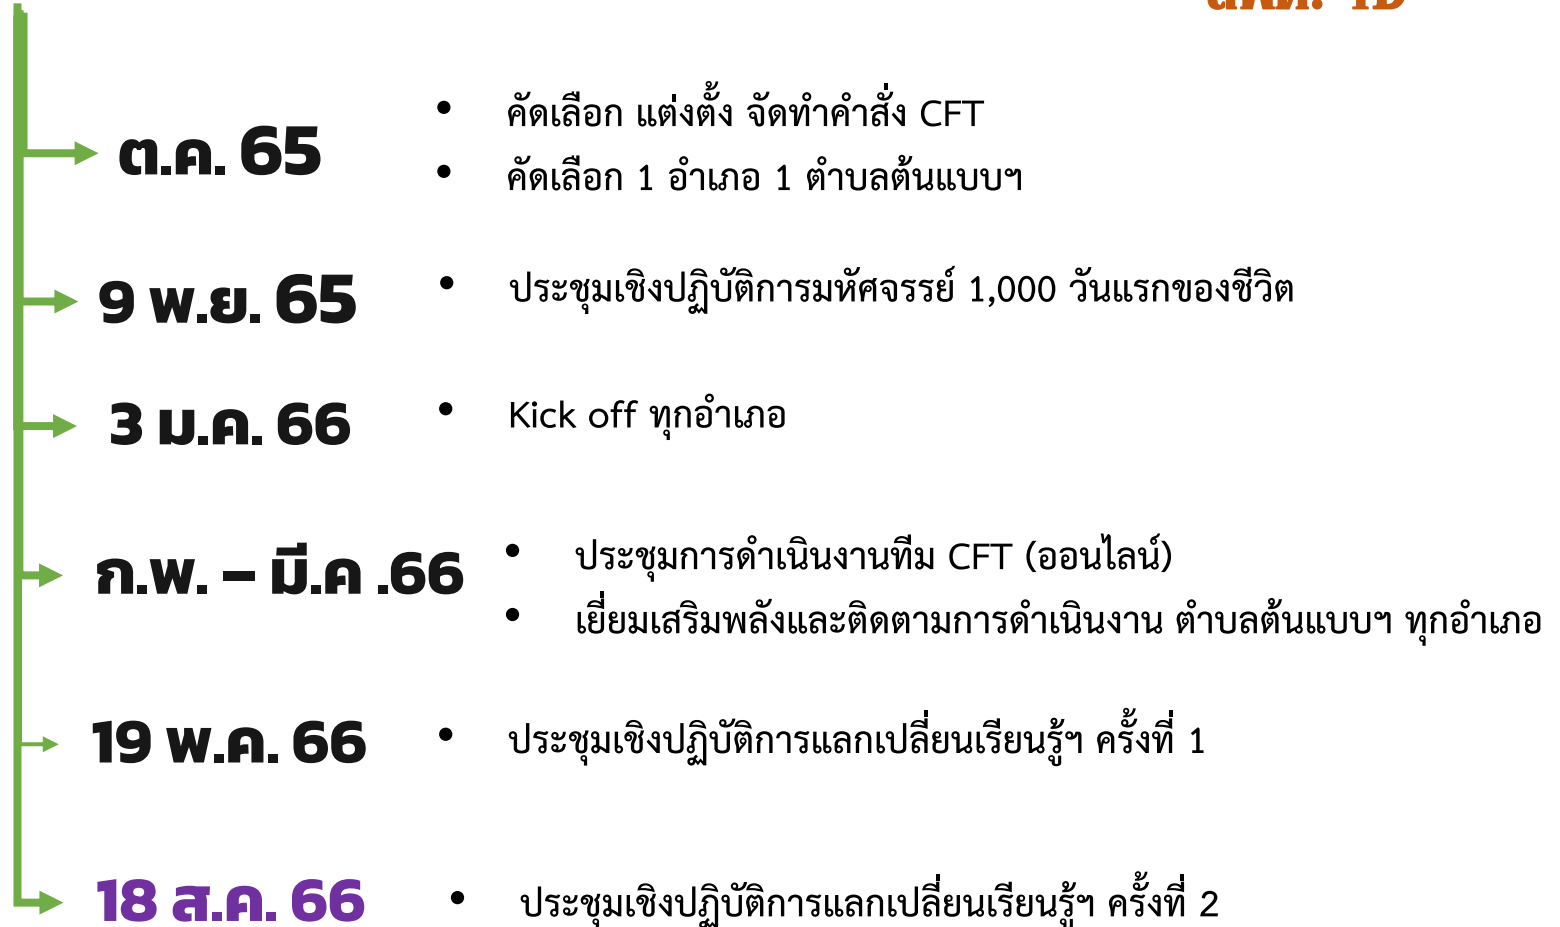 ต.ค. 65
• คัดเลือก แต่งตั้ง จัดทำคำสั่ง CFT
• คัดเลือก 1 อำเภอ 1 ตำบลต้นแบบฯ
9 พ.ย. 65
• ประชุมเชิงปฏิบัติการมหัศจรรย์ 1,000 วันแรกของชีวิต
3 ม.ค. 66
• Kick off ทุกอำเภอ
ก.พ. – มี.ค .66
• ประชุมการดำเนินงานทีม CFT (ออนไลน์)
• เยี่ยมเสริมพลังและติดตามการดำเนินงาน ตำบลต้นแบบฯ ทุกอำเภอ
19 พ.ค. 66
• ประชุมเชิงปฏิบัติการแลกเปลี่ยนเรียนรู้ฯ ครั้งที่ 1
18 ส.ค. 66
• ประชุมเชิงปฏิบัติการแลกเปลี่ยนเรียนรู้ฯ ครั้งที่ 2